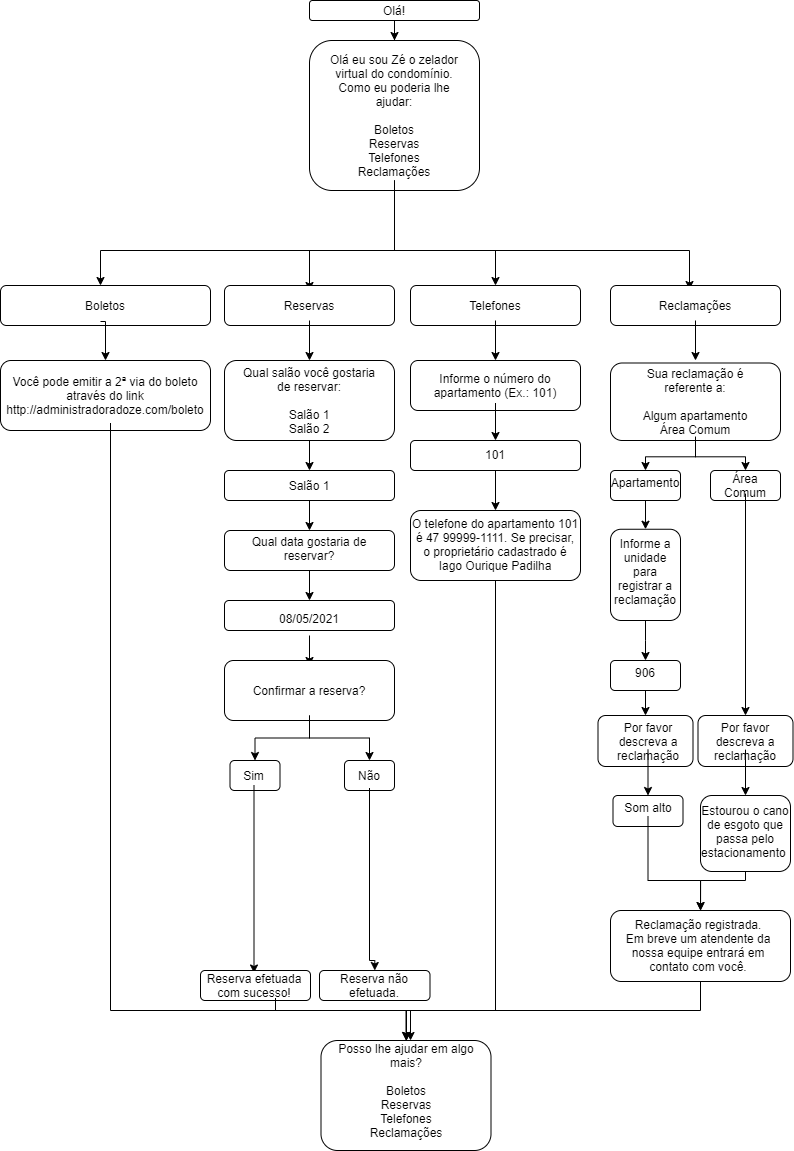 Olá!
Olá eu sou Zé o zelador
virtual do condomínio.
Como eu poderia lhe
ajudar:
Boletos
Reservas
Telefones
Reclamações
Boletos
Reservas
Telefones
Reclamações
Você pode emitir a 2ª via do boleto
através do link
http://administradoradoze.com/boleto
Qual salão você gostaria
de reservar:
Salão 1
Salão 2
Salão 1
Qual data gostaria de
reservar?
08/05/2021
Confirmar a reserva?
Sim
Não
Reserva efetuada
com sucesso!
Reserva não
efetuada.
Informe o número do
apartamento (Ex.: 101)
101
O telefone do apartamento 101
é 47 99999-1111. Se precisar,
o proprietário cadastrado é
Iago Ourique Padilha
Sua reclamação é
referente a:
Algum apartamento
Área Comum
Apartamento
Informe a
unidade
para
registrar a
reclamação
906
Por favor
descreva a
reclamação
Som alto
Área
Comum
Por favor
descreva a
reclamação
Estourou o cano
de esgoto que
passa pelo
estacionamento
Reclamação registrada.
Em breve um atendente da
nossa equipe entrará em
contato com você.
Posso lhe ajudar em algo
mais?
Boletos
Reservas
Telefones
Reclamações